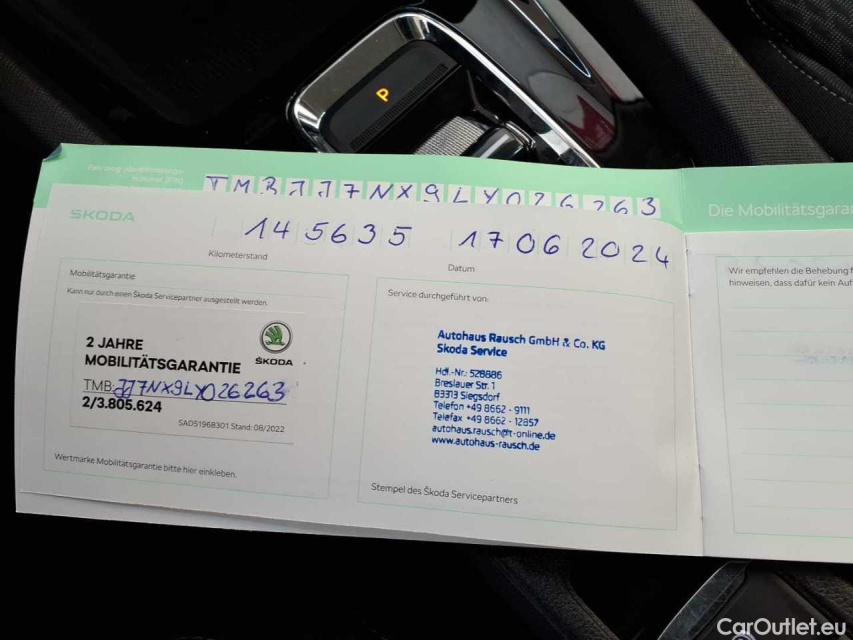 P
Fahrzeug-Identifizierungs-
TMBJJ7NX9LY026263
ŠKODA
Die Mobilitätsgaran
145635 17062024
Kilometerstand
Datum
Mobilitätsgarantie
Kann nur durch einen Škoda Servicepartner ausgestellt werden.
2 JAHRE
MOBILITÄTSGARANTIE
ŠKODA
TMB:JJ7NX9LY026263
2/3.805.624
SAD51968301 Stand: 08/2022
Wertmarke Mobilitätsgarantie bitte hier einkleben.
Service durchgeführt von:
Autohaus Rausch GmbH & Co. KG
Skoda Service
Hdl.-Nr.: 528886
Breslauer Str. 1
83313 Siegsdorf
Telefon +49 8662 - 9111
Telefax +49 8662 - 12857
autohaus.rausch@t-online.de
www.autohaus-rausch.de
Stempel des Škoda Servicepartners
Wir empfehlen die Behebung f
hinweisen, dass dafür kein Auf
CarOutlet.eu